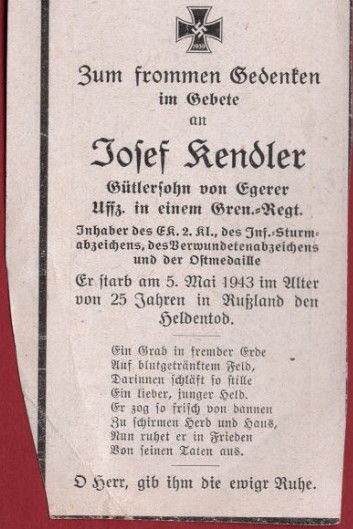 1939
Zum frommen Gedenken
im Gebete
an
Josef Kendler
Gütlersohn von Egerer
Uffz. in einem Gren.-Regt.
Inhaber des EK. 2. Kl., des Inf.-Sturm-
abzeichens, des Verwundetenabzeichens
und der Ostmedaille
Er starb am 5. Mai 1943 im Alter
von 25 Jahren in Rußland den
Heldentod.
Ein Grab in fremder Erde
Auf blutgetränktem Feld,
Darinnen schläft so stille
Ein lieber, junger Held.
Er zog so frisch von dannen
Zu schirmen Herd und Haus,
Nun ruhet er in Frieden
Von seinen Taten aus.
O Herr, gib ihm die ewigr Ruhe.